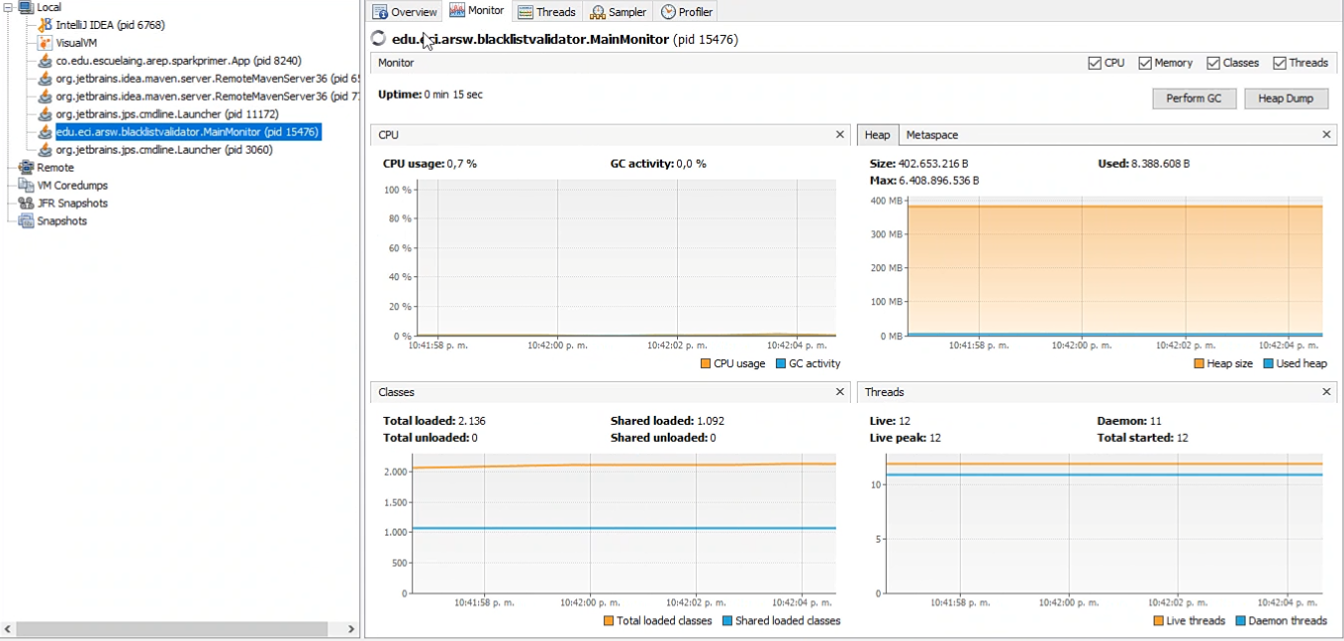 Local
IntelliJ IDEA (pid 6768)
VisualVM
co.edu.escuelaing.arep.sparkprimer.App (pid 8240)
org.jetbrains.idea.maven.server.RemoteMavenServer36 (pid 6
org.jetbrains.idea.maven.server.RemoteMavenServer36 (pid 7
org.jetbrains.jps.cmdline.Launcher (pid 11172)
edu.eci.arsw.blacklistvalidator.MainMonitor (pid 15476)
org.jetbrains.jps.cmdline.Launcher (pid 3060)
Remote
VM Coredumps
JFR Snapshots
Snapshots
Overview Monitor Threads Sampler Profiler
edu.eci.arsw.blacklistvalidator.MainMonitor (pid 15476)
Monitor CPU Memory Classes Threads
Uptime: 0 min 15 sec
Perform GC Heap Dump
CPU
CPU usage: 0,7 % GC activity: 0,0 %
100 %
80 %
60 %
40 %
20 %
0 %
10:41:58 p. m. 10:42:00 p. m. 10:42:02 p. m. 10:42:04 p. m.
CPU usage GC activity
Heap Metaspace
Size: 402.653.216 B Used: 8.388.608 B
Max: 6.408.896.536 B
400 MB
300 MB
200 MB
100 MB
0 MB
10:41:58 p. m. 10:42:00 p. m. 10:42:02 p. m. 10:42:04 p. m.
Heap size Used heap
Classes
Total loaded: 2.136 Shared loaded: 1.092
Total unloaded: 0 Shared unloaded: 0
2.000
1.500
1.000
500
0
10:41:58 p. m. 10:42:00 p. m. 10:42:02 p. m. 10:42:04 p. m.
Total loaded classes Shared loaded classes
Threads
Live: 12 Daemon: 11
Live peak: 12 Total started: 12
10
5
0
10:41:58 p. m. 10:42:00 p. m. 10:42:02 p. m. 10:42:04 p. m.
Live threads Daemon threads